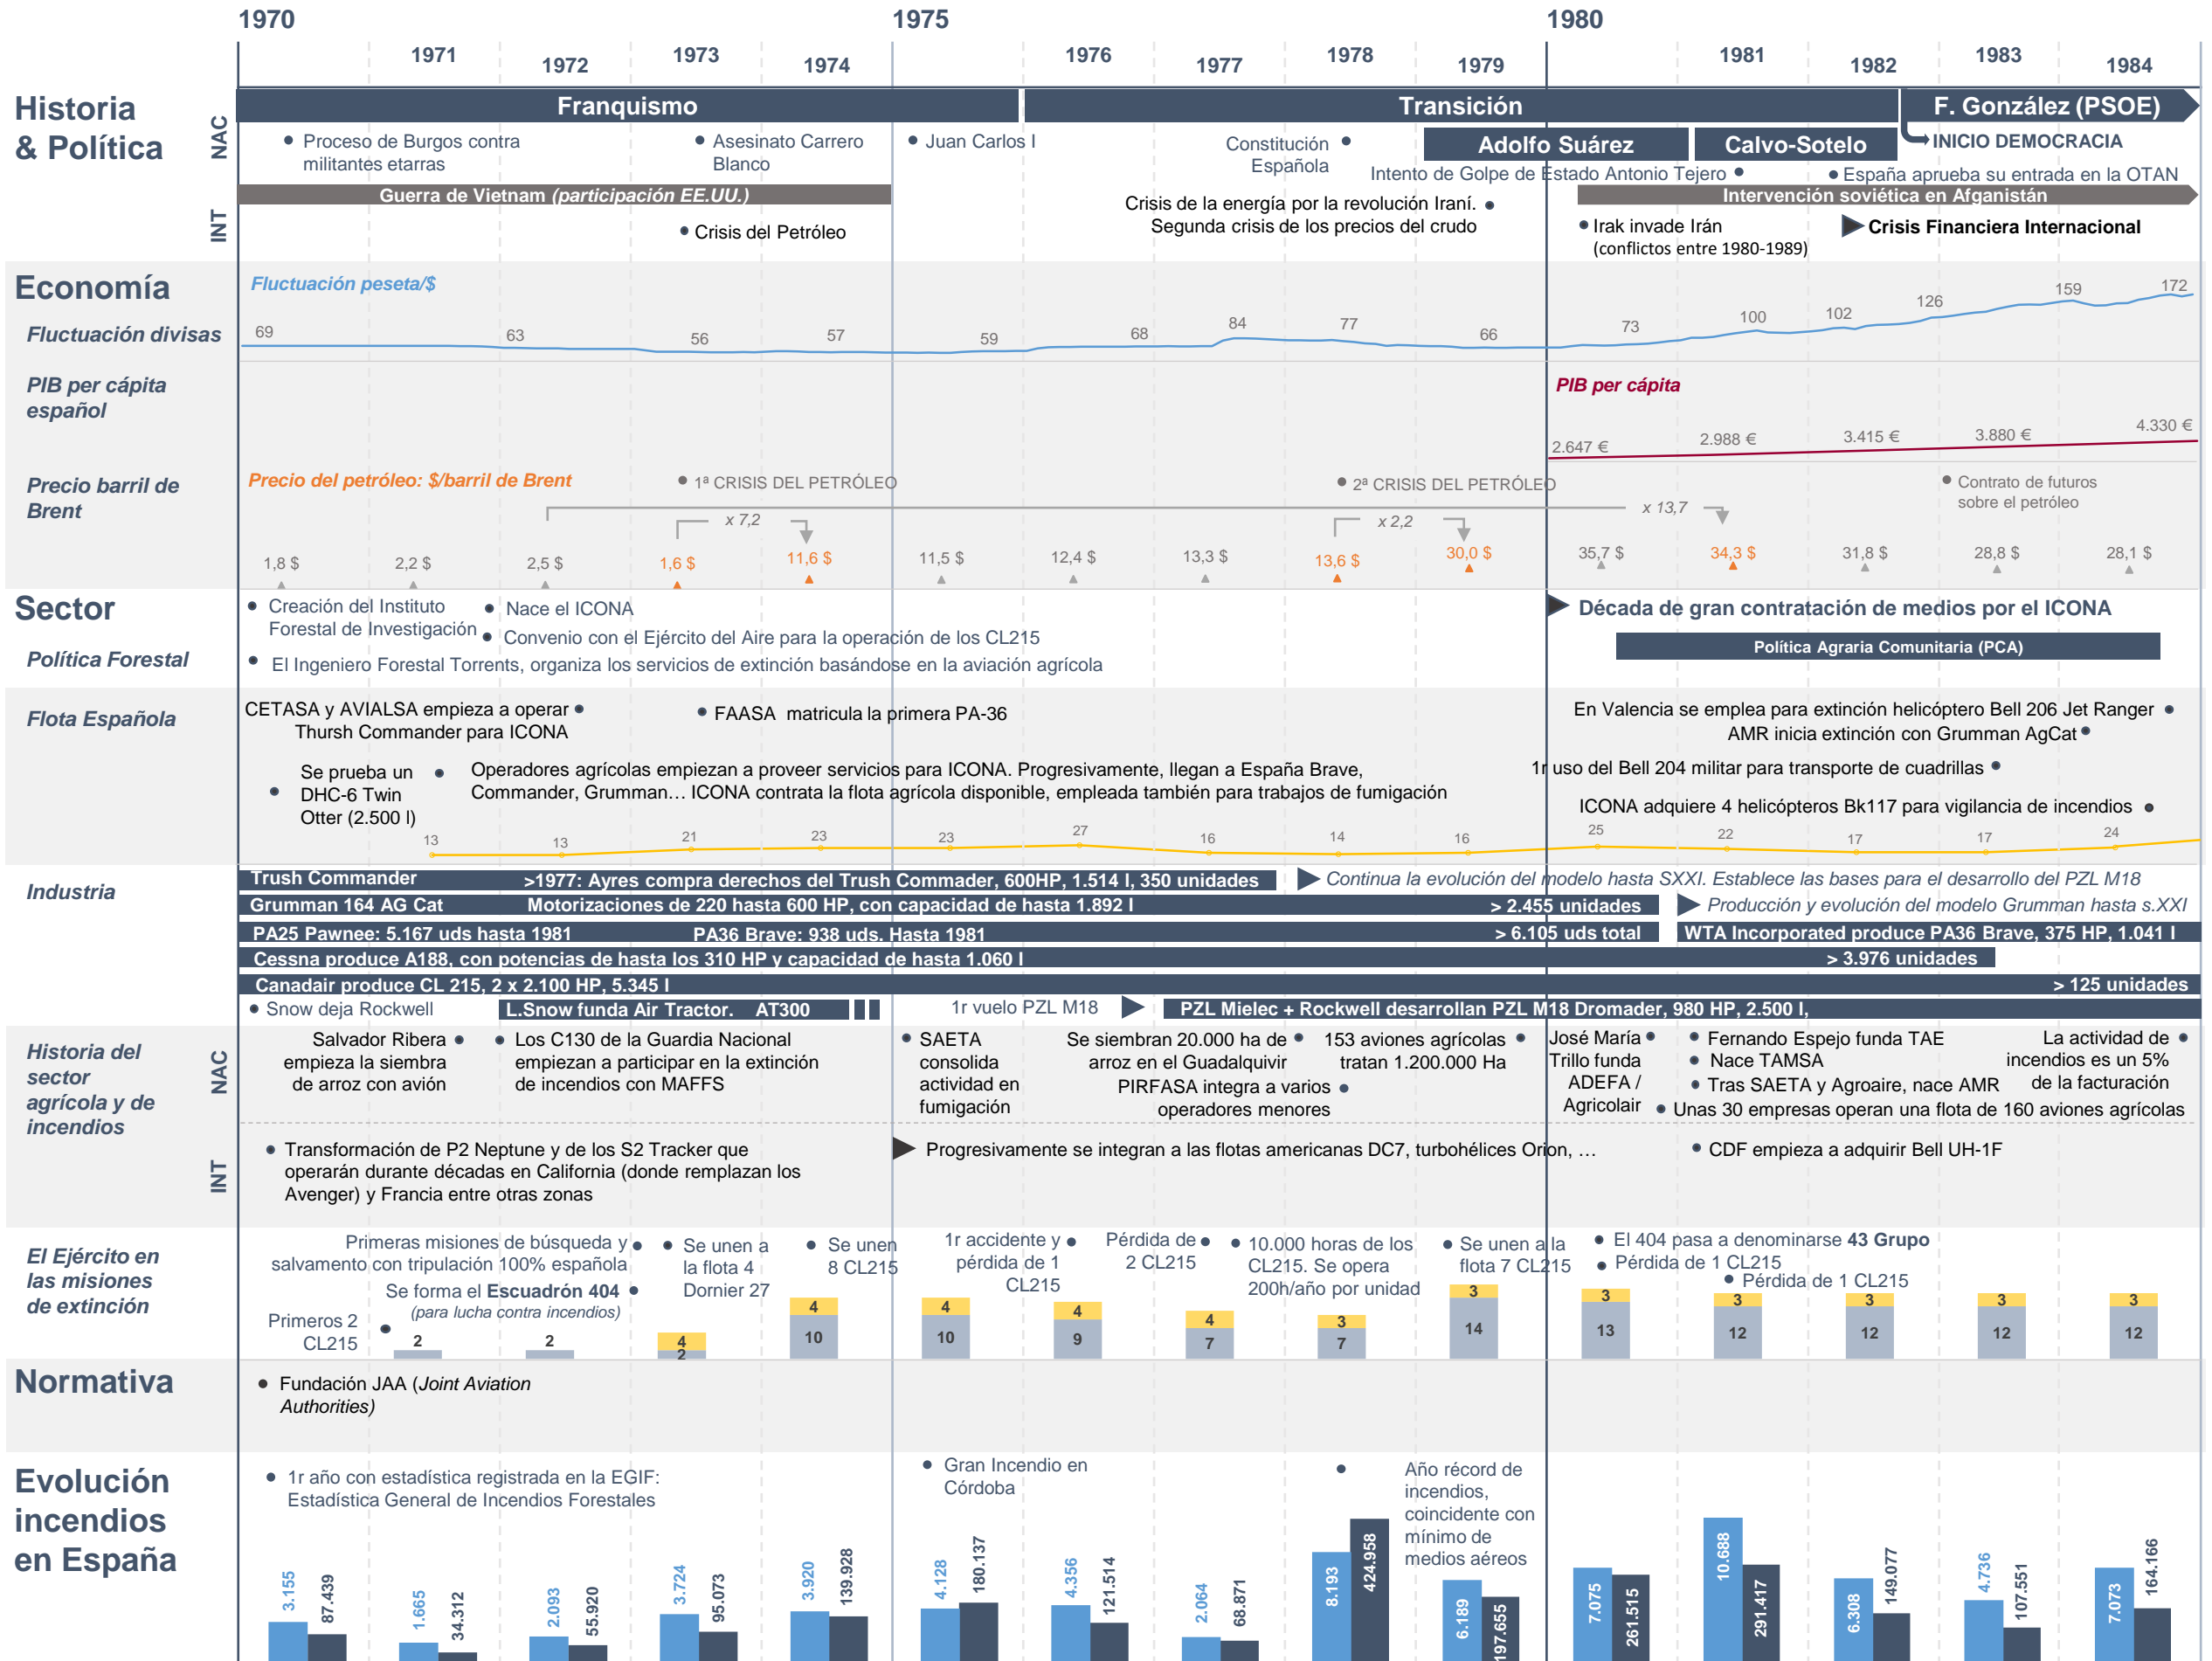 1970
1975
1980
1971
1972
1973
1974
1976
1977
1978
1979
1981
1982
1983
1984
Historia
& Política
NAC
Franquismo
Transición
F. González (PSOE)
Proceso de Burgos contra
militantes etarras
Asesinato Carrero
Blanco
Juan Carlos I
Constitución
Española
Adolfo Suárez
Calvo-Sotelo
INICIO DEMOCRACIA
Intento de Golpe de Estado Antonio Tejero
España aprueba su entrada en la OTAN
INT
Guerra de Vietnam (participación EE.UU.)
Intervención soviética en Afganistán
Crisis del Petróleo
Crisis de la energía por la revolución Iraní.
Segunda crisis de los precios del crudo
Irak invade Irán
(conflictos entre 1980-1989)
Crisis Financiera Internacional
Economía
Fluctuación peseta/$
Fluctuación divisas
69
63
56
57
59
68
84
77
66
73
100
102
126
159
172
PIB per cápita
español
PIB per cápita
2.647 €
2.988 €
3.415 €
3.880 €
4.330 €
Precio barril de
Brent
Precio del petróleo: $/barril de Brent
1ª CRISIS DEL PETRÓLEO
2ª CRISIS DEL PETRÓLEO
Contrato de futuros
sobre el petróleo
x 7,2
x 2,2
x 13,7
1,8 $
2,2 $
2,5 $
1,6 $
11,6 $
11,5 $
12,4 $
13,3 $
13,6 $
30,0 $
35,7 $
34,3 $
31,8 $
28,8 $
28,1 $
Sector
Política Forestal
Creación del Instituto
Forestal de Investigación
Nace el ICONA
Convenio con el Ejército del Aire para la operación de los CL215
El Ingeniero Forestal Torrents, organiza los servicios de extinción basándose en la aviación agrícola
Década de gran contratación de medios por el ICONA
Política Agraria Comunitaria (PCA)
Flota Española
CETASA y AVIALSA empieza a operar
Thursh Commander para ICONA
FAASA matricula la primera PA-36
En Valencia se emplea para extinción helicóptero Bell 206 Jet Ranger
AMR inicia extinción con Grumman AgCat
Se prueba un
DHC-6 Twin
Otter (2.500 l)
Operadores agrícolas empiezan a proveer servicios para ICONA. Progresivamente, llegan a España Brave,
Commander, Grumman… ICONA contrata la flota agrícola disponible, empleada también para trabajos de fumigación
1r uso del Bell 204 militar para transporte de cuadrillas
ICONA adquiere 4 helicópteros Bk117 para vigilancia de incendios
13
13
21
23
23
27
16
14
16
25
22
17
17
24
Industria
Trush Commander
>1977: Ayres compra derechos del Trush Commader, 600HP, 1.514 l, 350 unidades
Continua la evolución del modelo hasta SXXI. Establece las bases para el desarrollo del PZL M18
Grumman 164 AG Cat
Motorizaciones de 220 hasta 600 HP, con capacidad de hasta 1.892 l
> 2.455 unidades
Producción y evolución del modelo Grumman hasta s.XXI
PA25 Pawnee: 5.167 uds hasta 1981
PA36 Brave: 938 uds. Hasta 1981
> 6.105 uds total
WTA Incorporated produce PA36 Brave, 375 HP, 1.041 l
Cessna produce A188, con potencias de hasta los 310 HP y capacidad de hasta 1.060 l
> 3.976 unidades
Canadair produce CL 215, 2 x 2.100 HP, 5.345 l
> 125 unidades
Snow deja Rockwell
L.Snow funda Air Tractor. AT300
1r vuelo PZL M18
PZL Mielec + Rockwell desarrollan PZL M18 Dromader, 980 HP, 2.500 l,
Historia del
sector
agrícola y de
incendios
NAC
Salvador Ribera
empieza la siembra
de arroz con avión
Los C130 de la Guardia Nacional
empiezan a participar en la extinción
de incendios con MAFFS
SAETA
consolida
actividad en
fumigación
Se siembran 20.000 ha de
arroz en el Guadalquivir
PIRFASA integra a varios
operadores menores
153 aviones agrícolas
tratan 1.200.000 Ha
José María
Trillo funda
ADEFA /
Agricolair
Fernando Espejo funda TAE
Nace TAMSA
Tras SAETA y Agroaire, nace AMR
Unas 30 empresas operan una flota de 160 aviones agrícolas
La actividad de
incendios es un 5%
de la facturación
INT
Transformación de P2 Neptune y de los S2 Tracker que
operarán durante décadas en California (donde remplazan los
Avenger) y Francia entre otras zonas
Progresivamente se integran a las flotas americanas DC7, turbohélices Orion, …
CDF empieza a adquirir Bell UH-1F
El Ejército en
las misiones
de extinción
Primeras misiones de búsqueda y
salvamento con tripulación 100% española
Se forma el Escuadrón 404
(para lucha contra incendios)
Primeros 2
CL215
Se unen a
la flota 4
Dornier 27
Se unen
8 CL215
1r accidente y
pérdida de 1
CL215
Pérdida de
2 CL215
10.000 horas de los
CL215. Se opera
200h/año por unidad
Se unen a la
flota 7 CL215
El 404 pasa a denominarse 43 Grupo
Pérdida de 1 CL215
Pérdida de 1 CL215
2
2
4
2
4
10
4
10
4
9
4
7
3
7
3
14
3
13
3
12
3
12
3
12
3
12
Normativa
Fundación JAA (Joint Aviation
Authorities)
Evolución
incendios
en España
1r año con estadística registrada en la EGIF:
Estadística General de Incendios Forestales
Gran Incendio en
Córdoba
Año récord de
incendios,
coincidente con
mínimo de
medios aéreos
3.155
87.439
1.665
34.312
2.093
55.920
3.724
95.073
3.920
139.928
4.128
180.137
4.356
121.514
2.064
68.871
8.193
424.958
6.189
197.655
7.075
261.515
10.688
291.417
6.308
149.077
4.736
107.551
7.073
164.166